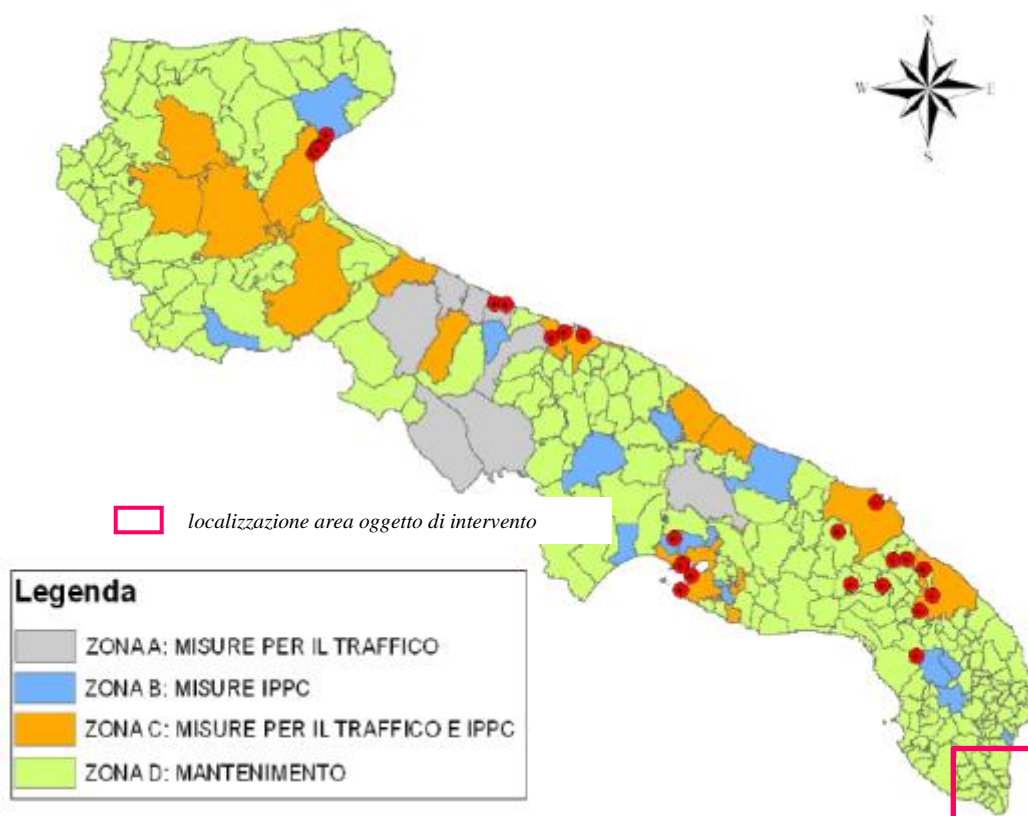 N
W E
S
localizzazione area oggetto di intervento
Legenda
ZONA A: MISURE PER IL TRAFFICO
ZONA B: MISURE IPPC
ZONA C: MISURE PER IL TRAFFICO E IPPC
ZONA D: MANTENIMENTO